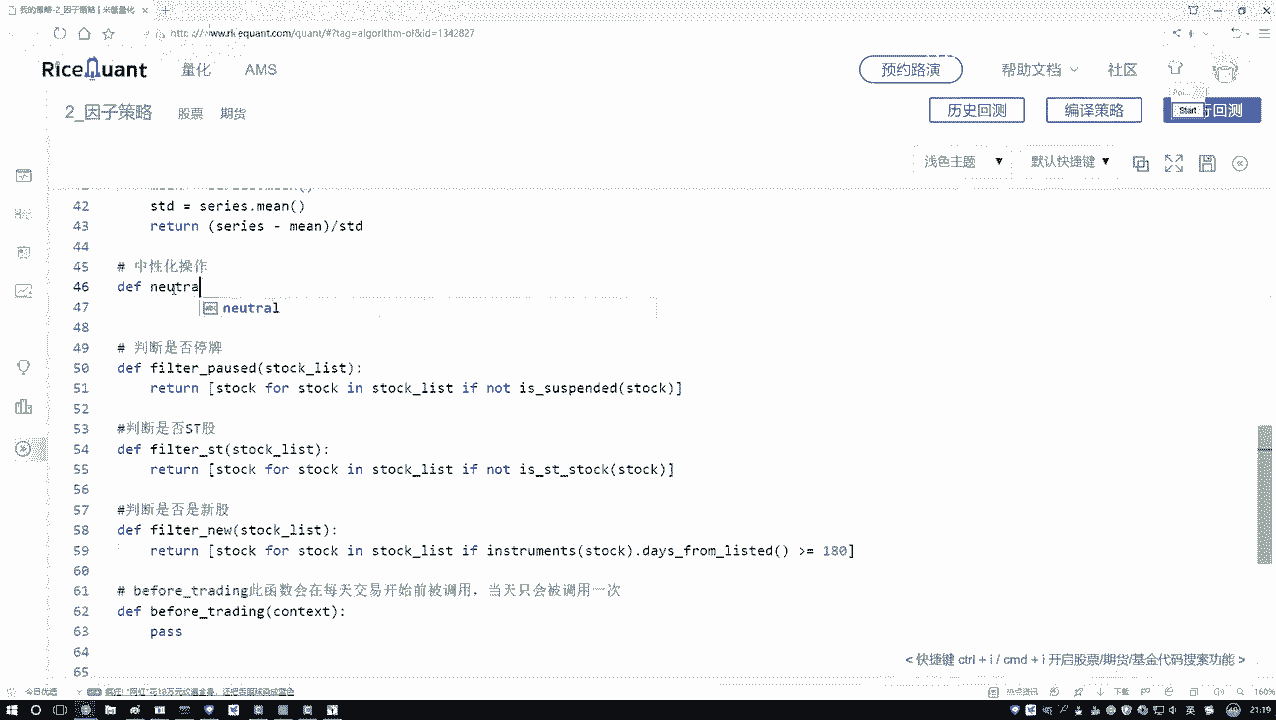 我的策略-2_因子策略 | 米筐量化
.com/quant/#?tag=algorithm-of&id=1342827
RiceQuant 量化 AMS 预约路演 帮助文档 社区
2_因子策略 股票 期货 历史回测 编译策略 行回测
Start
浅色主题 默认快捷键
42 std = series.mean()
43 return (series - mean)/std
44
45 # 中性化操作
46 def neutra
47 neutral
48
49 # 判断是否停牌
50 def filter_paused(stock_list):
51 return [stock for stock in stock_list if not is_suspended(stock)]
52
53 #判断是否ST股
54 def filter_st(stock_list):
55 return [stock for stock in stock_list if not is_st_stock(stock)]
56
57 #判断是否是新股
58 def filter_new(stock_list):
59 return [stock for stock in stock_list if instruments(stock).days_from_listed() >= 180]
60
61 # before_trading此函数会在每天交易开始前被调用，当天只会被调用一次
62 def before_trading(context):
63 pass
64
65
< 快捷键 ctrl + i / cmd + i 开启股票/期货/基金代码搜索功能 >
今日优选 热点资讯 下载 160%
英 21:19